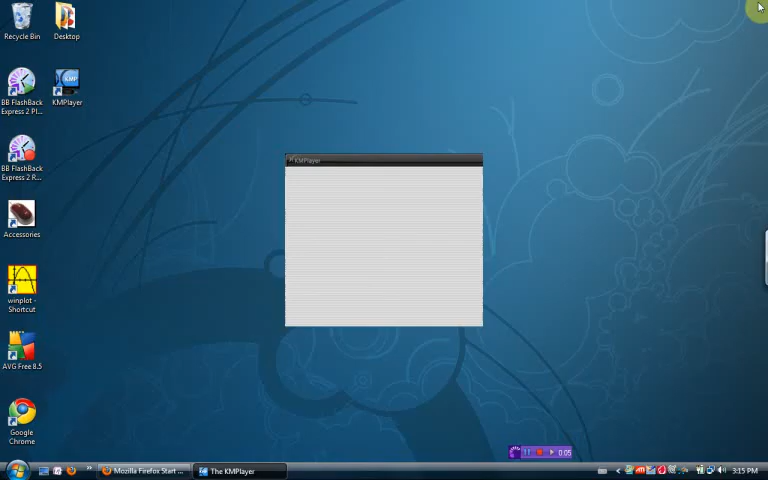 Recycle Bin
Desktop
BB FlashBack
Express 2 Pl...
KMP
KMPlayer
BB FlashBack
Express 2 R...
Accessories
winplot -
Shortcut
AVG Free 8.5
Google
Chrome
KMPlayer
0:05
Mozilla Firefox Start ...
The KMPlayer
3:15 PM